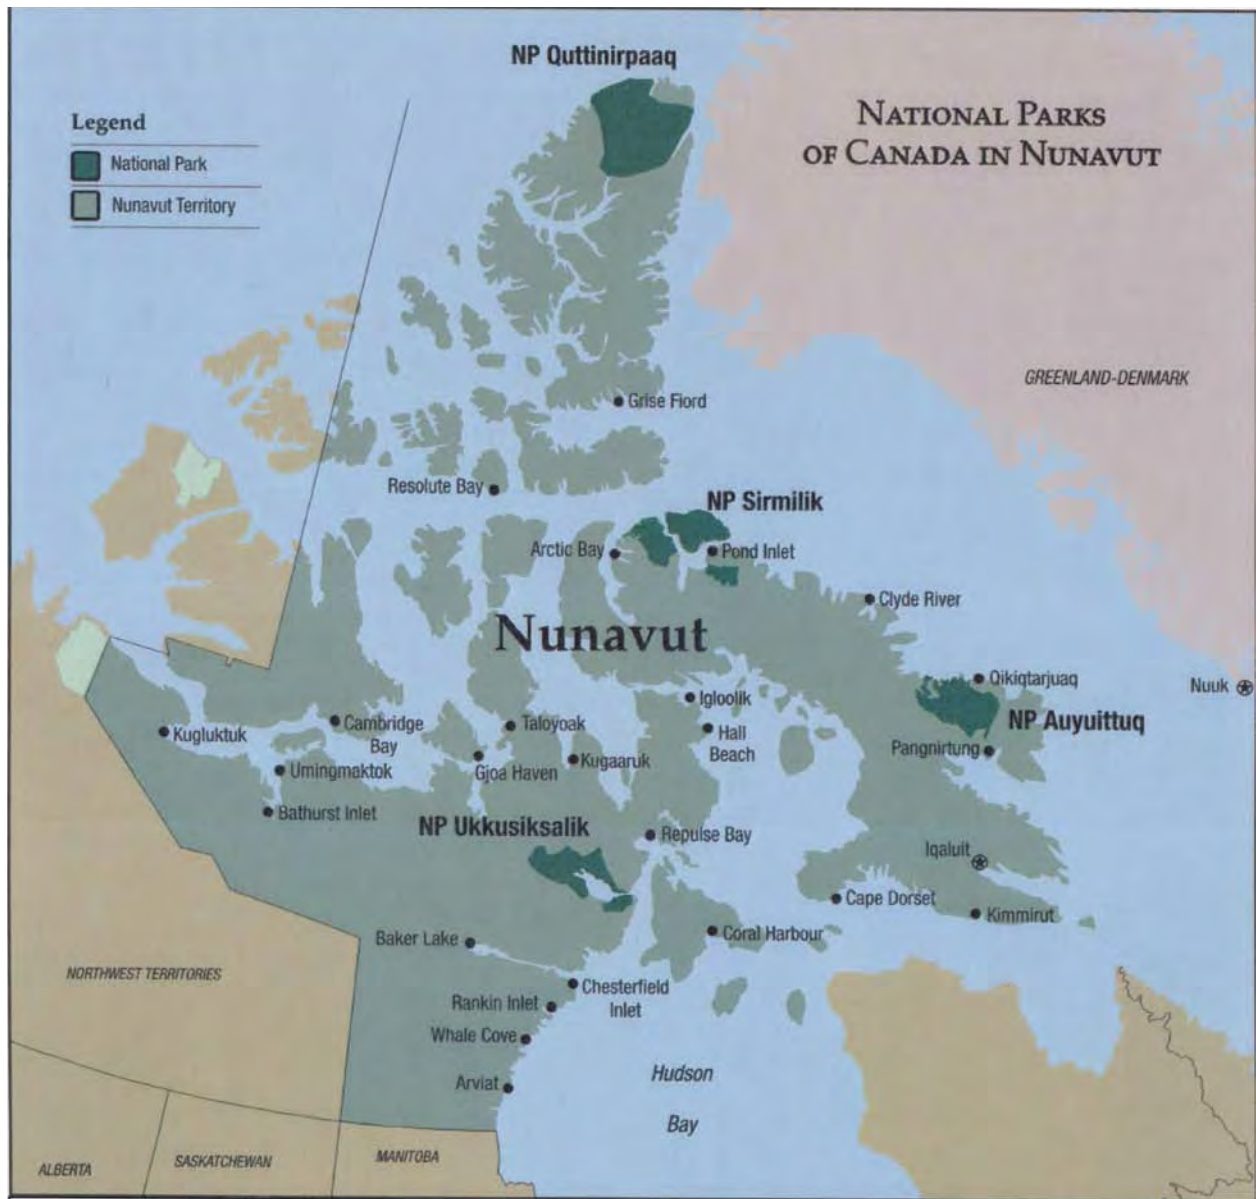 NP Quttinirpaaq
NATIONAL PARKS
OF CANADA IN NUNAVUT
Legend
National Park
Nunavut Territory
GREENLAND-DENMARK
Grise Fiord
Resolute Bay
NP Sirmilik
Arctic Bay
Pond Inlet
Clyde River
Nunavut
Qikiqtarjuaq
Nuuk
Igloolik
NP Auyuittuq
Kugluktuk
Cambridge
Bay
Taloyoak
Hall
Beach
Pangnirtung
Umingmaktok
Gjoa Haven
Kugaaruk
Bathurst Inlet
NP Ukkusiksalik
Repulse Bay
Iqaluit
Cape Dorset
Kimmirut
Baker Lake
Coral Harbour
NORTHWEST TERRITORIES
Chesterfield
Inlet
Rankin Inlet
Whale Cove
Arviat
Hudson
Bay
ALBERTA
SASKATCHEWAN
MANITOBA